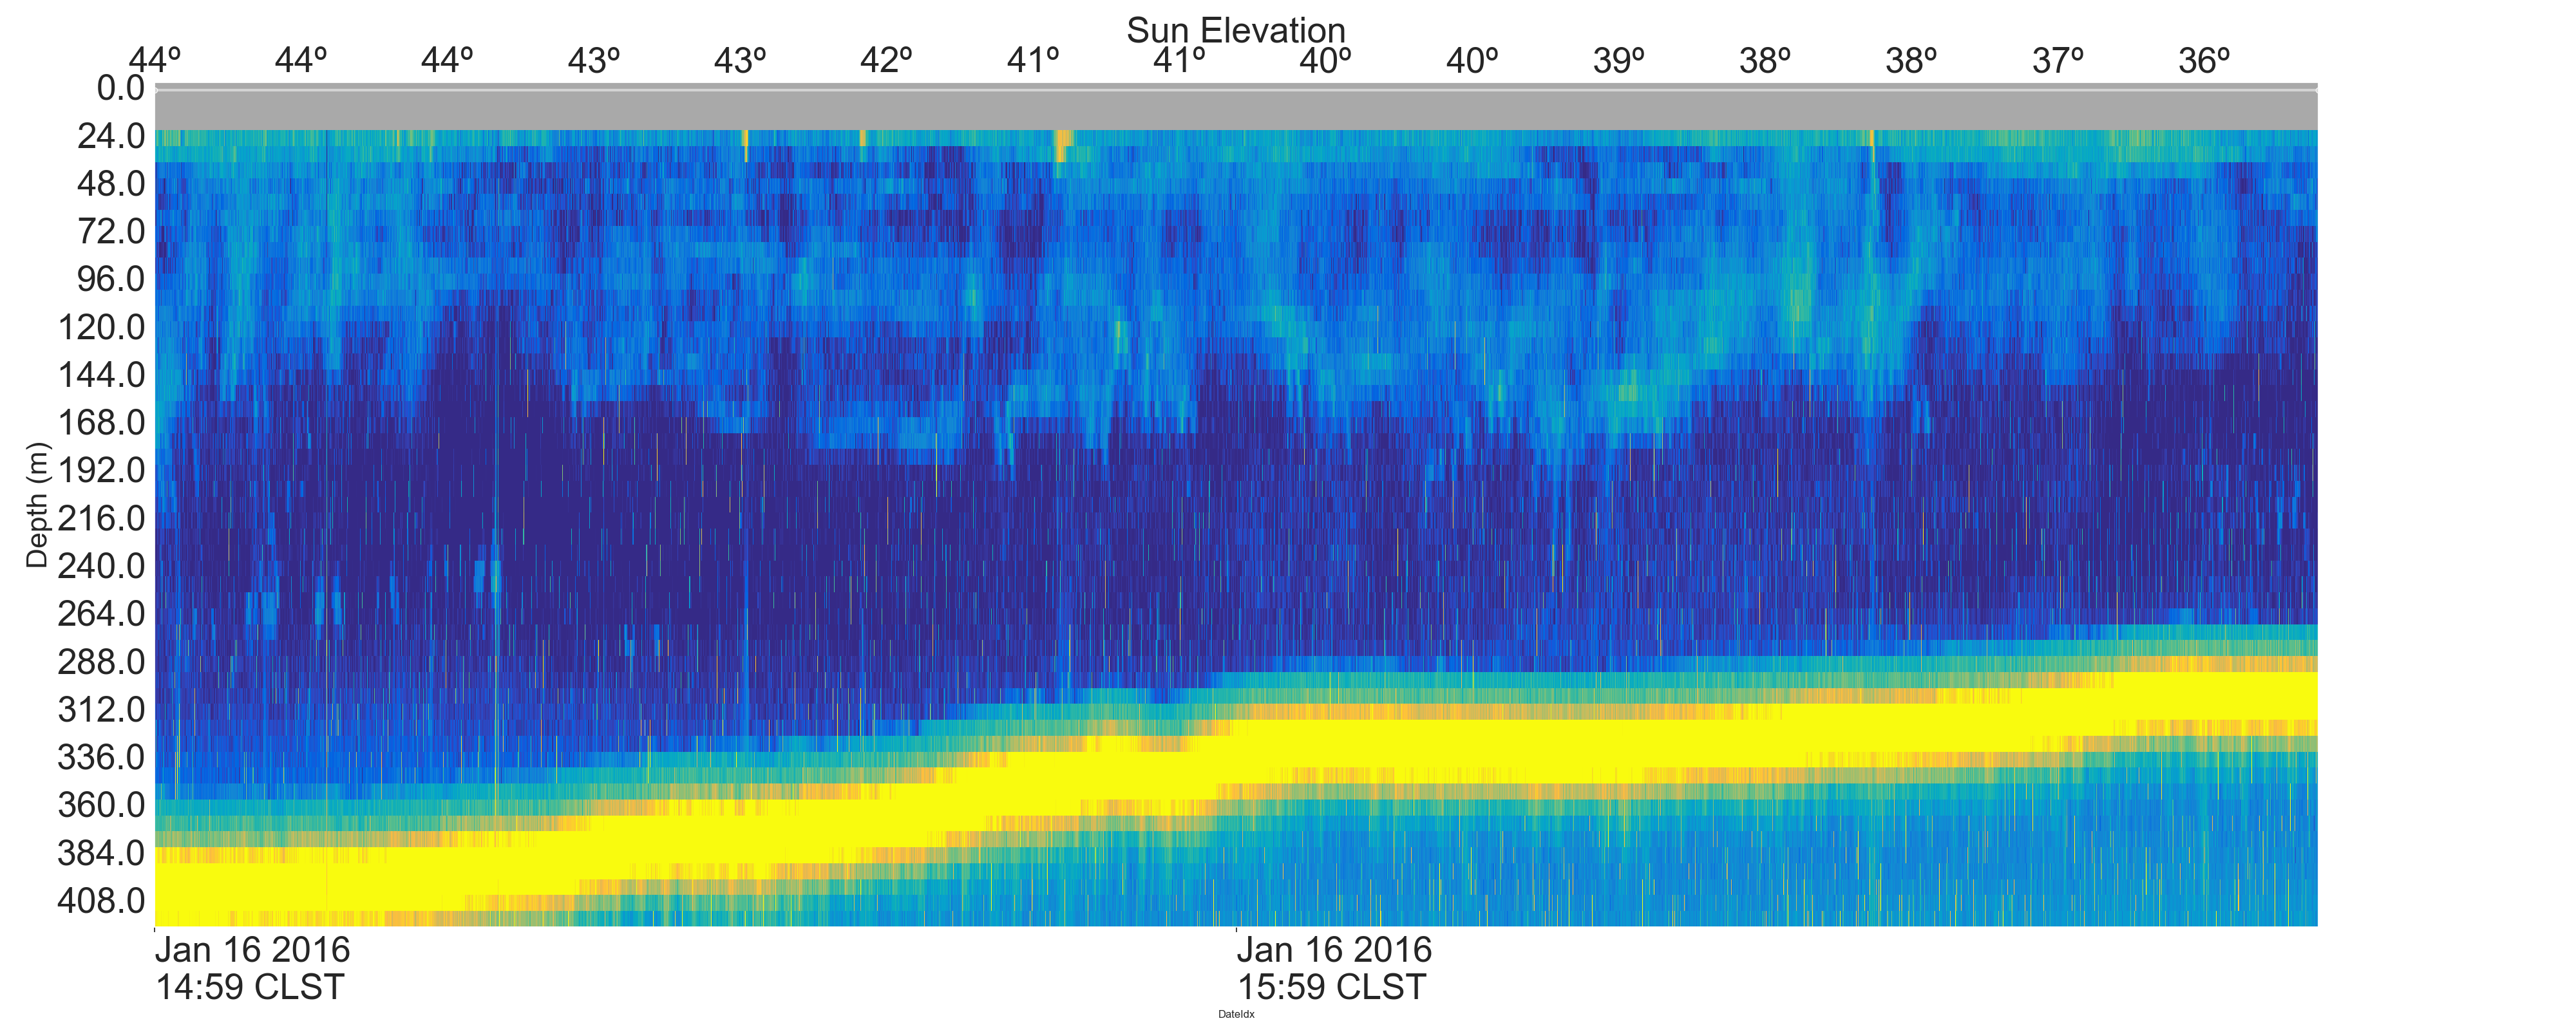 Sun Elevation
44º 44º 44º 43º 43º 42º 41º 41º 40º 40º 39º 38º 38º 37º 36º
0.0
24.0
48.0
72.0
96.0
120.0
144.0
168.0
192.0
216.0
240.0
264.0
288.0
312.0
336.0
360.0
384.0
408.0
Depth (m)
Jan 16 2016
14:59 CLST
Jan 16 2016
15:59 CLST
DateIdx